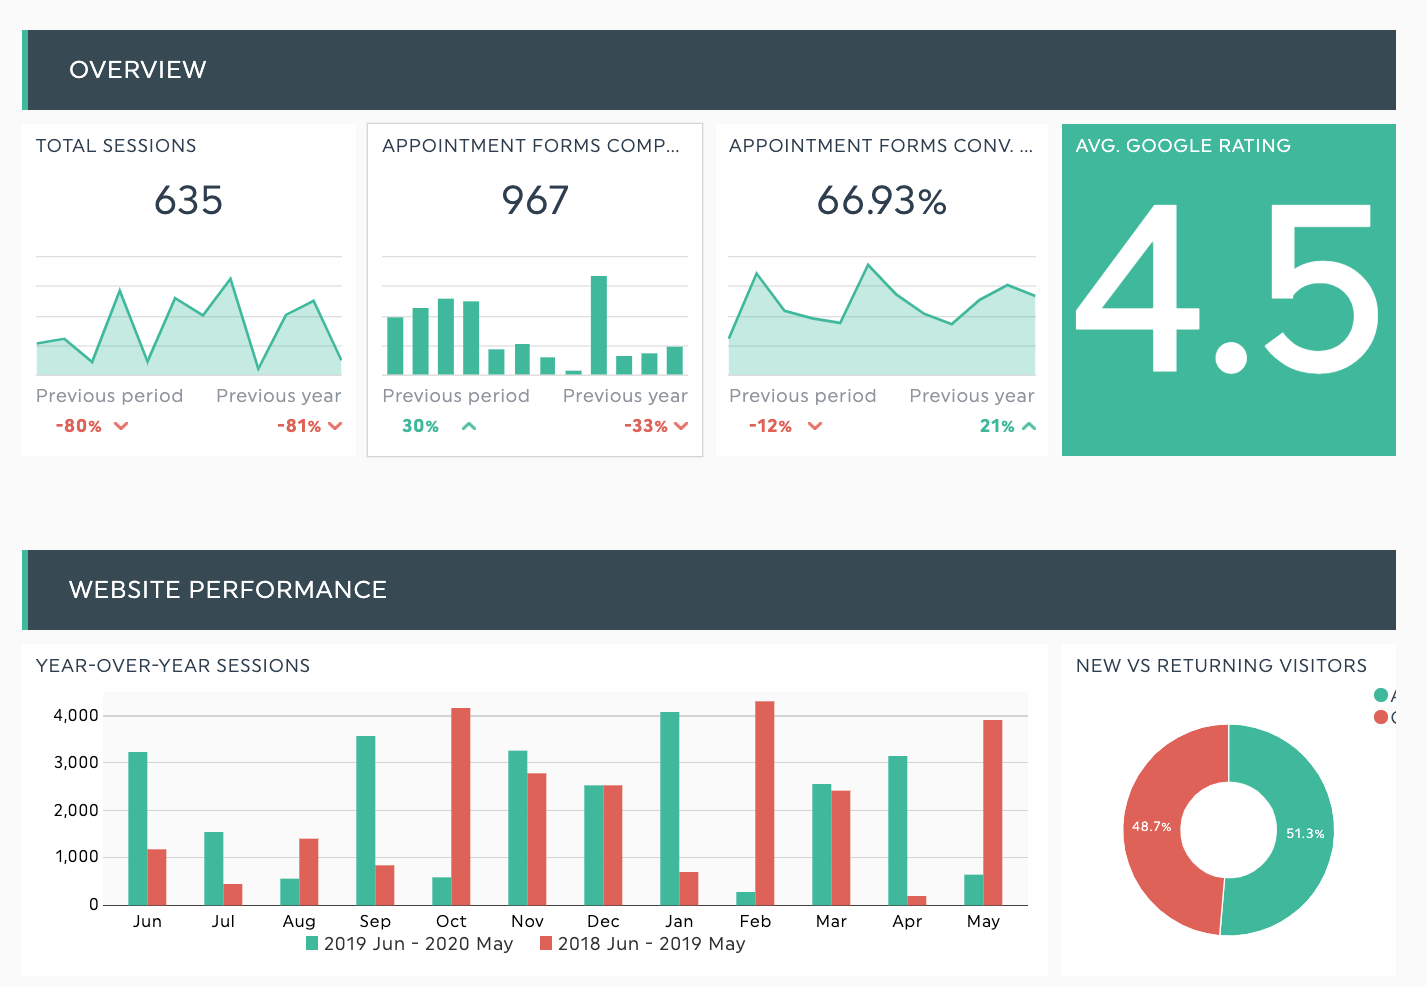 OVERVIEW
TOTAL SESSIONS
635
Previous period Previous year
-80% -81%
APPOINTMENT FORMS COMP...
967
Previous period Previous year
30% -33%
APPOINTMENT FORMS CONV. ...
66.93%
Previous period Previous year
-12% 21%
AVG. GOOGLE RATING
4.5
WEBSITE PERFORMANCE
YEAR-OVER-YEAR SESSIONS
4,000
3,000
2,000
1,000
0
Jun Jul Aug Sep Oct Nov Dec Jan Feb Mar Apr May
2019 Jun - 2020 May 2018 Jun - 2019 May
NEW VS RETURNING VISITORS
48.7% 51.3%